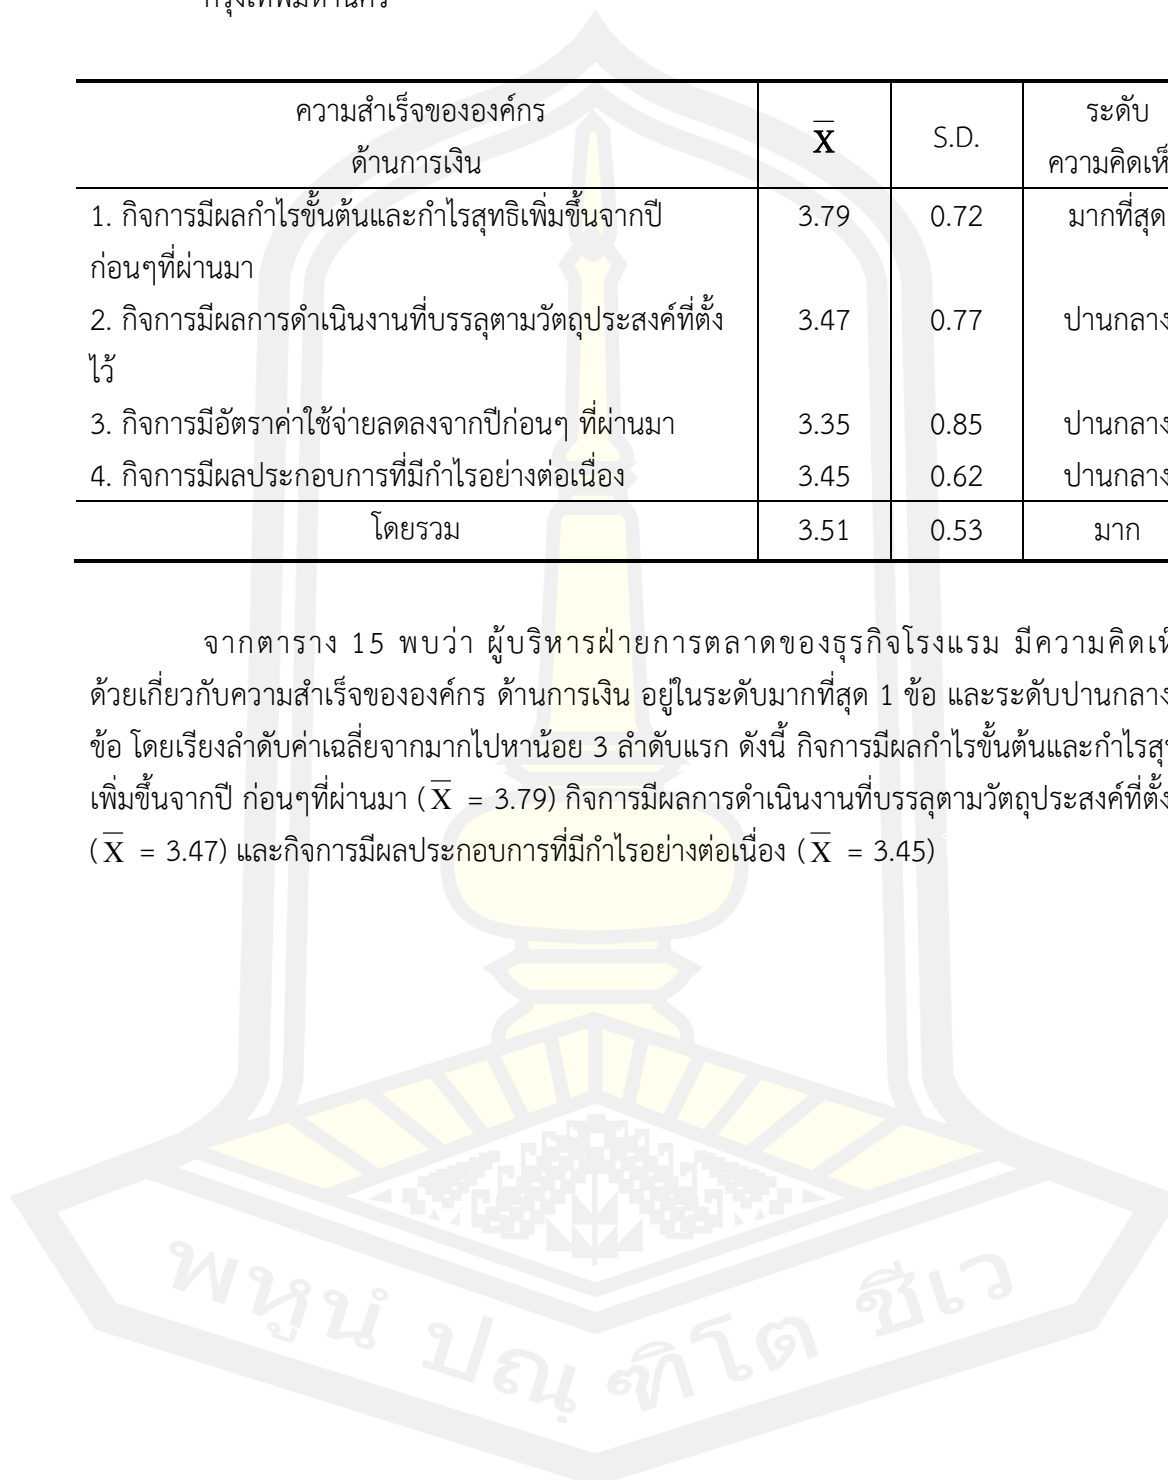 กรุงเทพมหานคร
ความสำเร็จขององค์กร
ด้านการเงิน
X̄
S.D.
ระดับ
ความคิดเห็
1. กิจการมีผลกำไรขั้นต้นและกำไรสุทธิเพิ่มขึ้นจากปี 3.79 0.72 มากที่สุด
ก่อนๆที่ผ่านมา
2. กิจการมีผลการดำเนินงานที่บรรลุตามวัตถุประสงค์ที่ตั้ง 3.47 0.77 ปานกลาง
ไว้
3. กิจการมีอัตราค่าใช้จ่ายลดลงจากปีก่อนๆ ที่ผ่านมา 3.35 0.85 ปานกลาง
4. กิจการมีผลประกอบการที่มีกำไรอย่างต่อเนื่อง 3.45 0.62 ปานกลาง
โดยรวม 3.51 0.53 มาก
จากตาราง 15 พบว่า ผู้บริหารฝ่ายการตลาดของธุรกิจโรงแรม มีความคิดเห็
ด้วยเกี่ยวกับความสำเร็จขององค์กร ด้านการเงิน อยู่ในระดับมากที่สุด 1 ข้อ และระดับปานกลาง
ข้อ โดยเรียงลำดับค่าเฉลี่ยจากมากไปหาน้อย 3 ลำดับแรก ดังนี้ กิจการมีผลกำไรขั้นต้นและกำไรสุ
เพิ่มขึ้นจากปี ก่อนๆที่ผ่านมา (X̄ = 3.79) กิจการมีผลการดำเนินงานที่บรรลุตามวัตถุประสงค์ที่ตั้ง
(X̄ = 3.47) และกิจการมีผลประกอบการที่มีกำไรอย่างต่อเนื่อง (X̄ = 3.45)
พหูนํ ปณฺฑิโต ชีเว